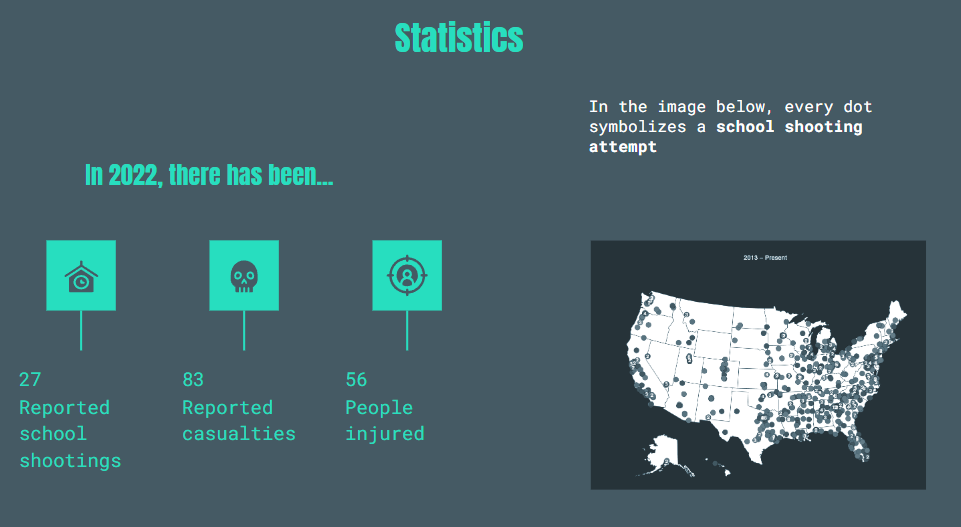 Statistics
In the image below, every dot
symbolizes a school shooting
attempt
In 2022, there has been...
2013 – Present
27
Reported
school
shootings
83
Reported
casualties
56
People
injured